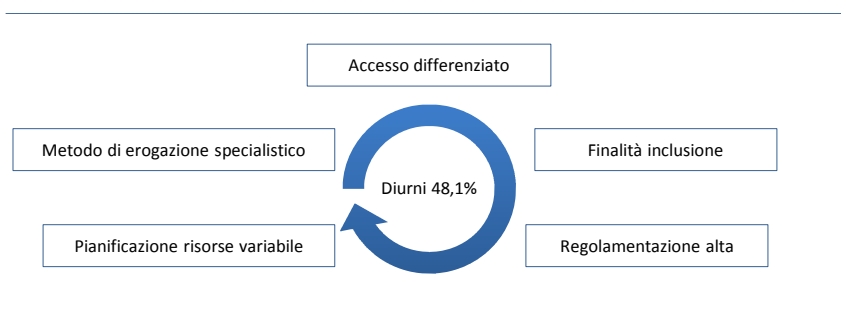 Accesso differenziato
Metodo di erogazione specialistico
Finalità inclusione
Diurni 48,1%
Pianificazione risorse variabile
Regolamentazione alta